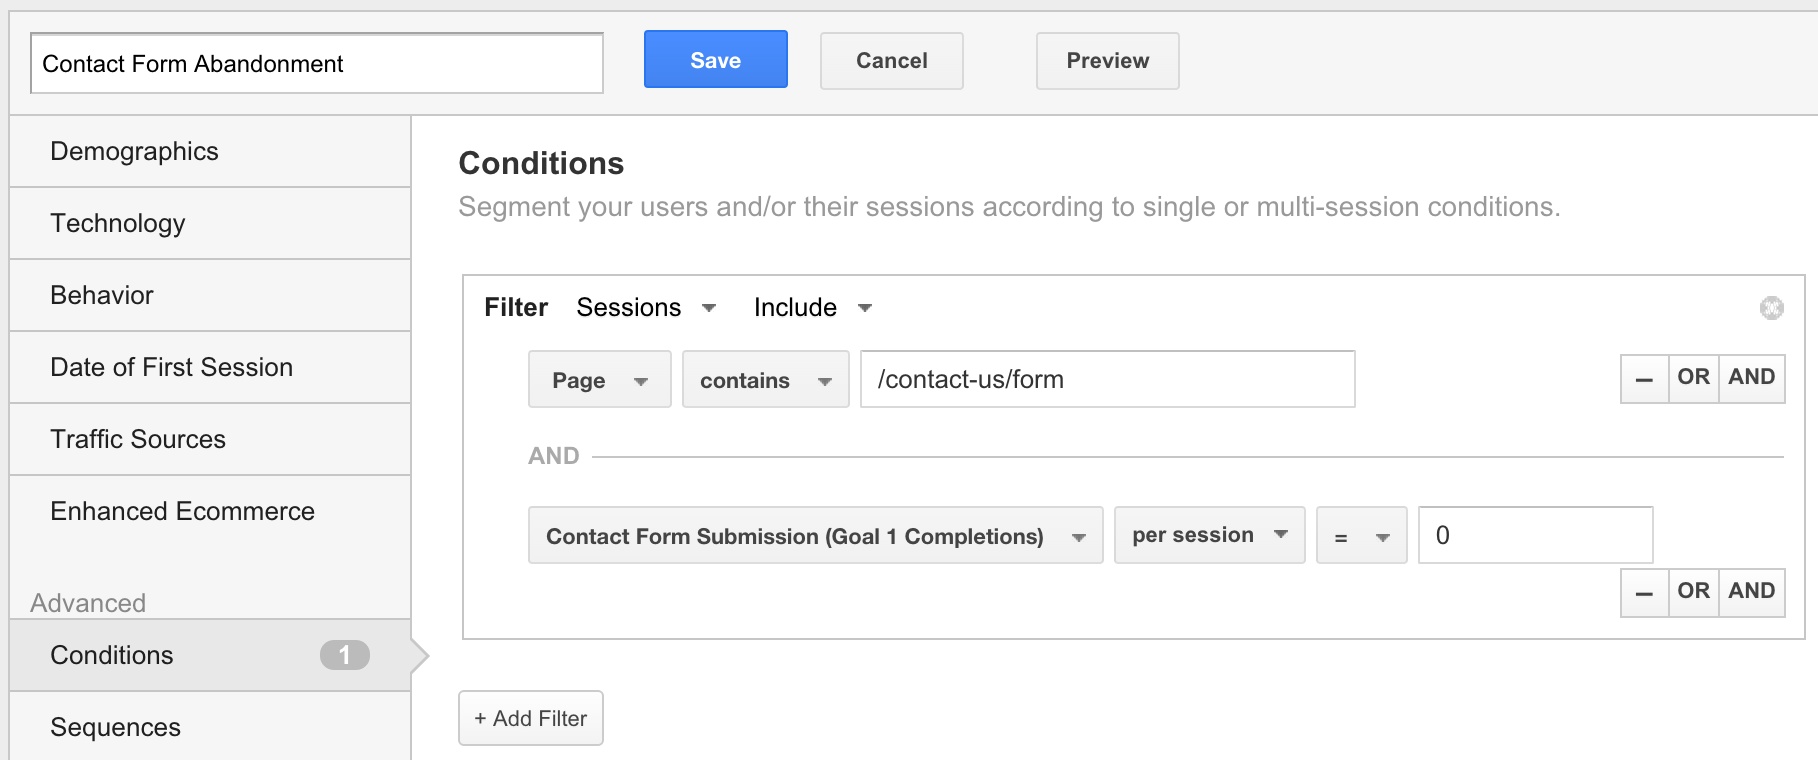 Contact Form Abandonment
Save
Cancel
Preview
Demographics
Technology
Behavior
Date of First Session
Traffic Sources
Enhanced Ecommerce
Advanced
Conditions 1
Sequences
Conditions
Segment your users and/or their sessions according to single or multi-session conditions.
Filter Sessions Include
Page contains /contact-us/form
– OR AND
AND
Contact Form Submission (Goal 1 Completions) per session = 0
– OR AND
+ Add Filter